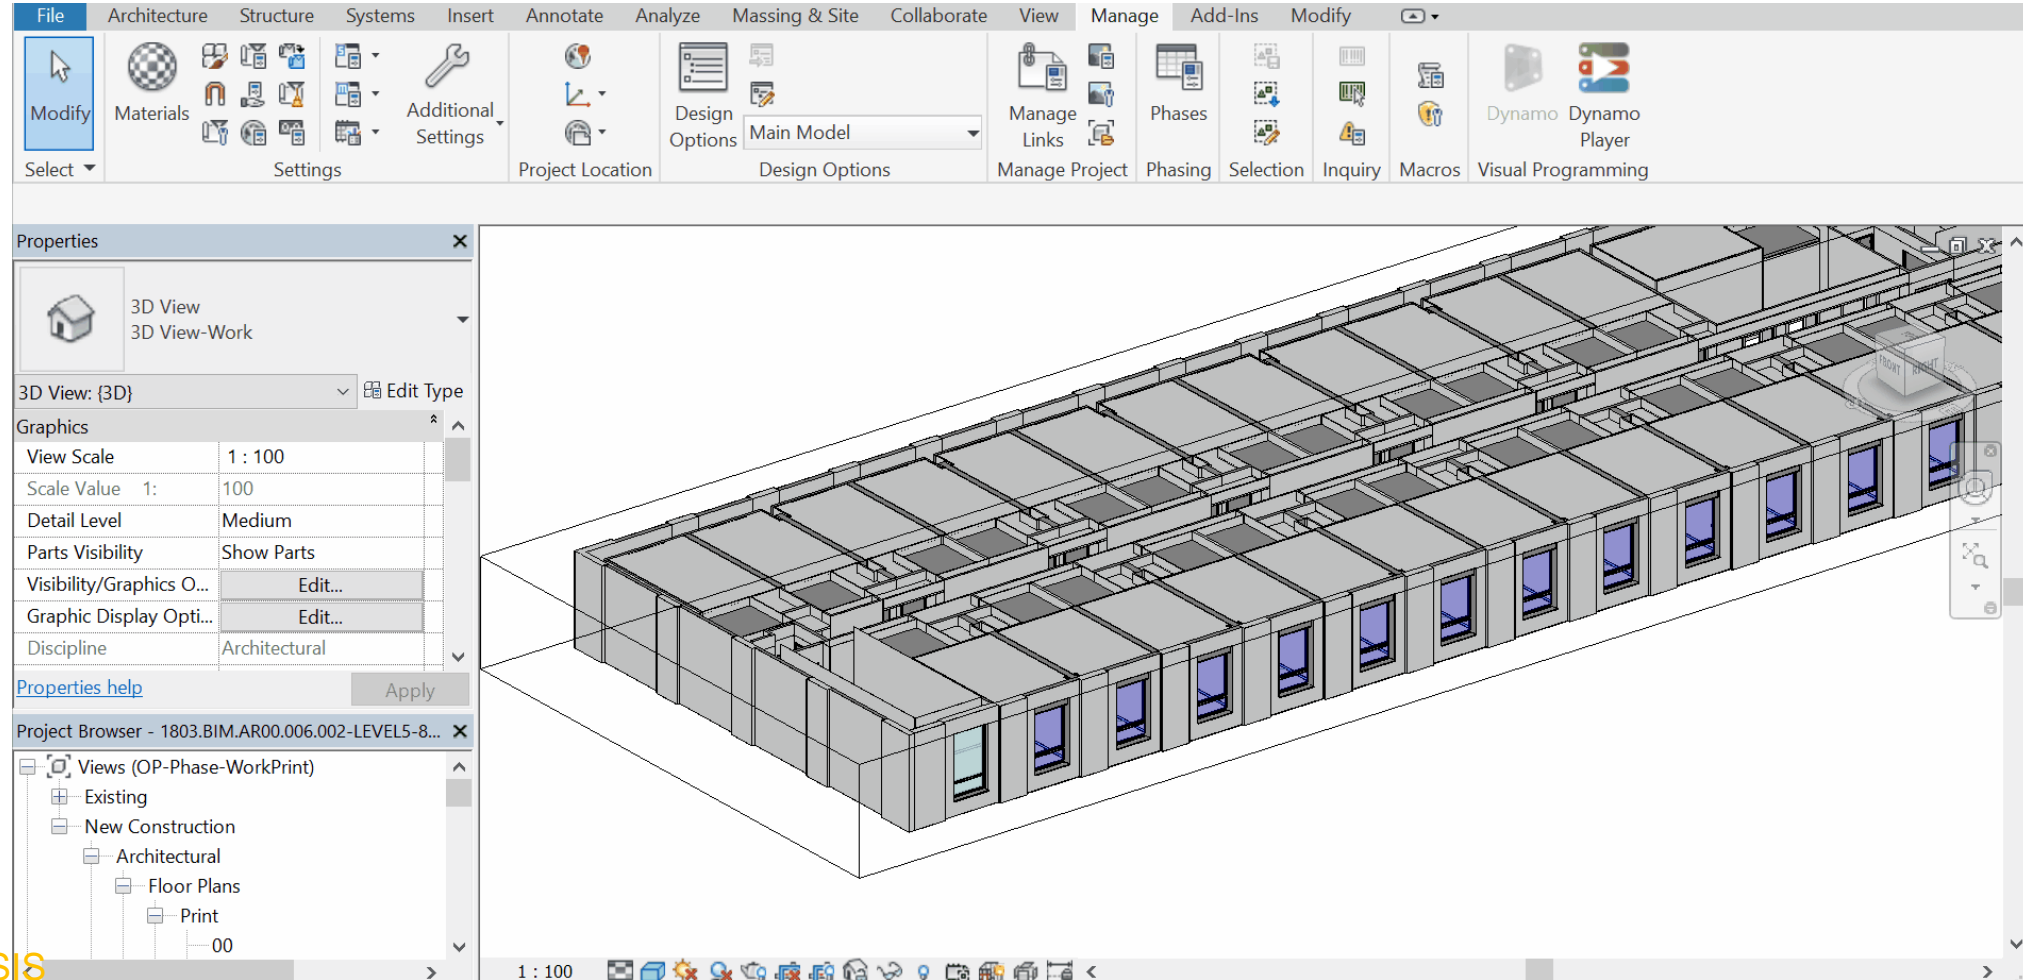 File Architecture Structure Systems Insert Annotate Analyze Massing & Site Collaborate View Manage Add-Ins Modify
Modify
Materials
Additional
Settings
Design
Options
Main Model
Manage
Links
Phases
Dynamo
Dynamo
Player
Select Settings Project Location Design Options Manage Project Phasing Selection Inquiry Macros Visual Programming
Properties
3D View
3D View-Work
3D View: {3D}
Edit Type
Graphics
View Scale 1 : 100
Scale Value 1: 100
Detail Level Medium
Parts Visibility Show Parts
Visibility/Graphics O... Edit...
Graphic Display Opti... Edit...
Discipline Architectural
Properties help
Apply
Project Browser - 1803.BIM.AR00.006.002-LEVEL5-8...
Views (OP-Phase-WorkPrint)
Existing
New Construction
Architectural
Floor Plans
Print
00
FRONT RIGHT
SIS
1 : 100